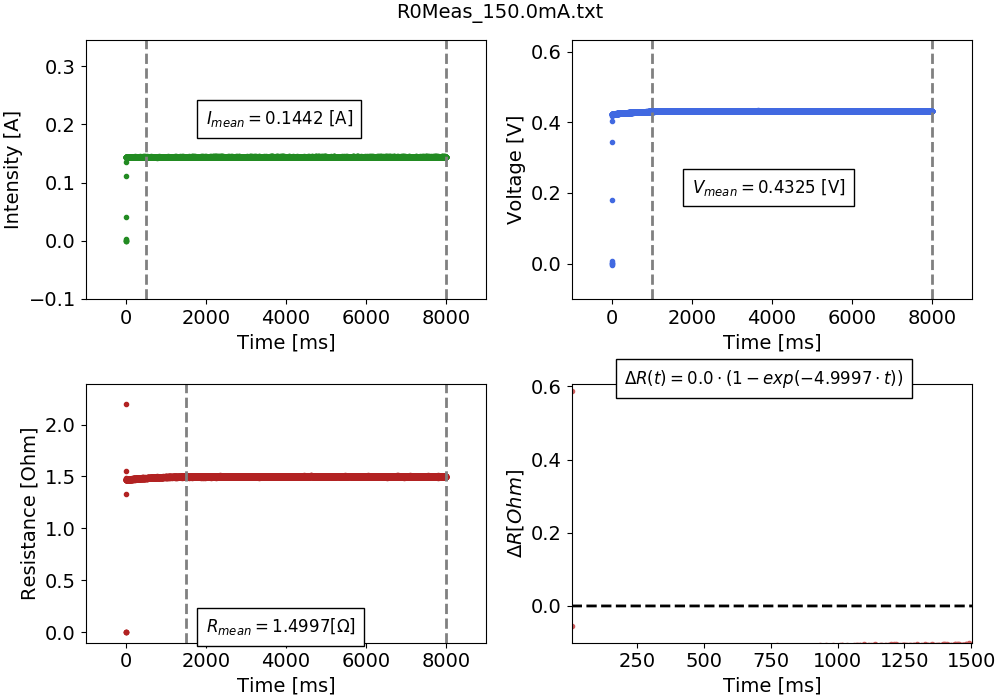 R0Meas_150.0mA.txt
Intensity [A]
0.3
0.2
0.1
0.0
−0.1
I_mean = 0.1442 [A]
0 2000 4000 6000 8000
Time [ms]
Voltage [V]
0.6
0.4
0.2
0.0
V_mean = 0.4325 [V]
0 2000 4000 6000 8000
Time [ms]
Resistance [Ohm]
2.0
1.5
1.0
0.5
0.0
R_mean = 1.4997[Ω]
0 2000 4000 6000 8000
Time [ms]
ΔR(t) = 0.0 · (1 − exp(−4.9997 · t))
ΔR[Ohm]
0.6
0.4
0.2
0.0
250 500 750 1000 1250 1500
Time [ms]